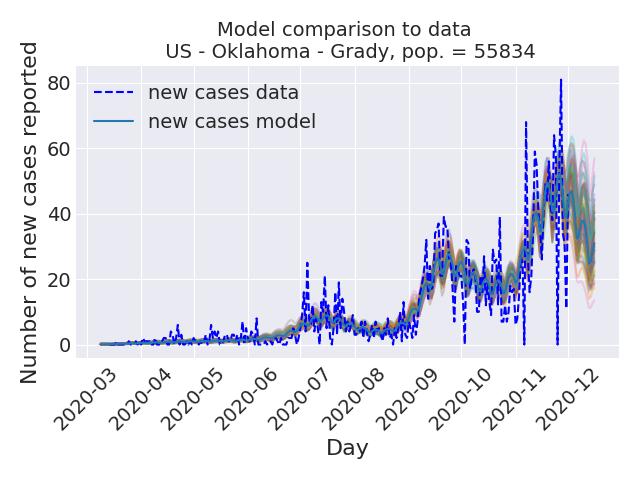 Model comparison to data
US - Oklahoma - Grady, pop. = 55834
Number of new cases reported
80
60
40
20
0
new cases data
new cases model
2020-03
2020-04
2020-05
2020-06
2020-07
2020-08
2020-09
2020-10
2020-11
2020-12
Day